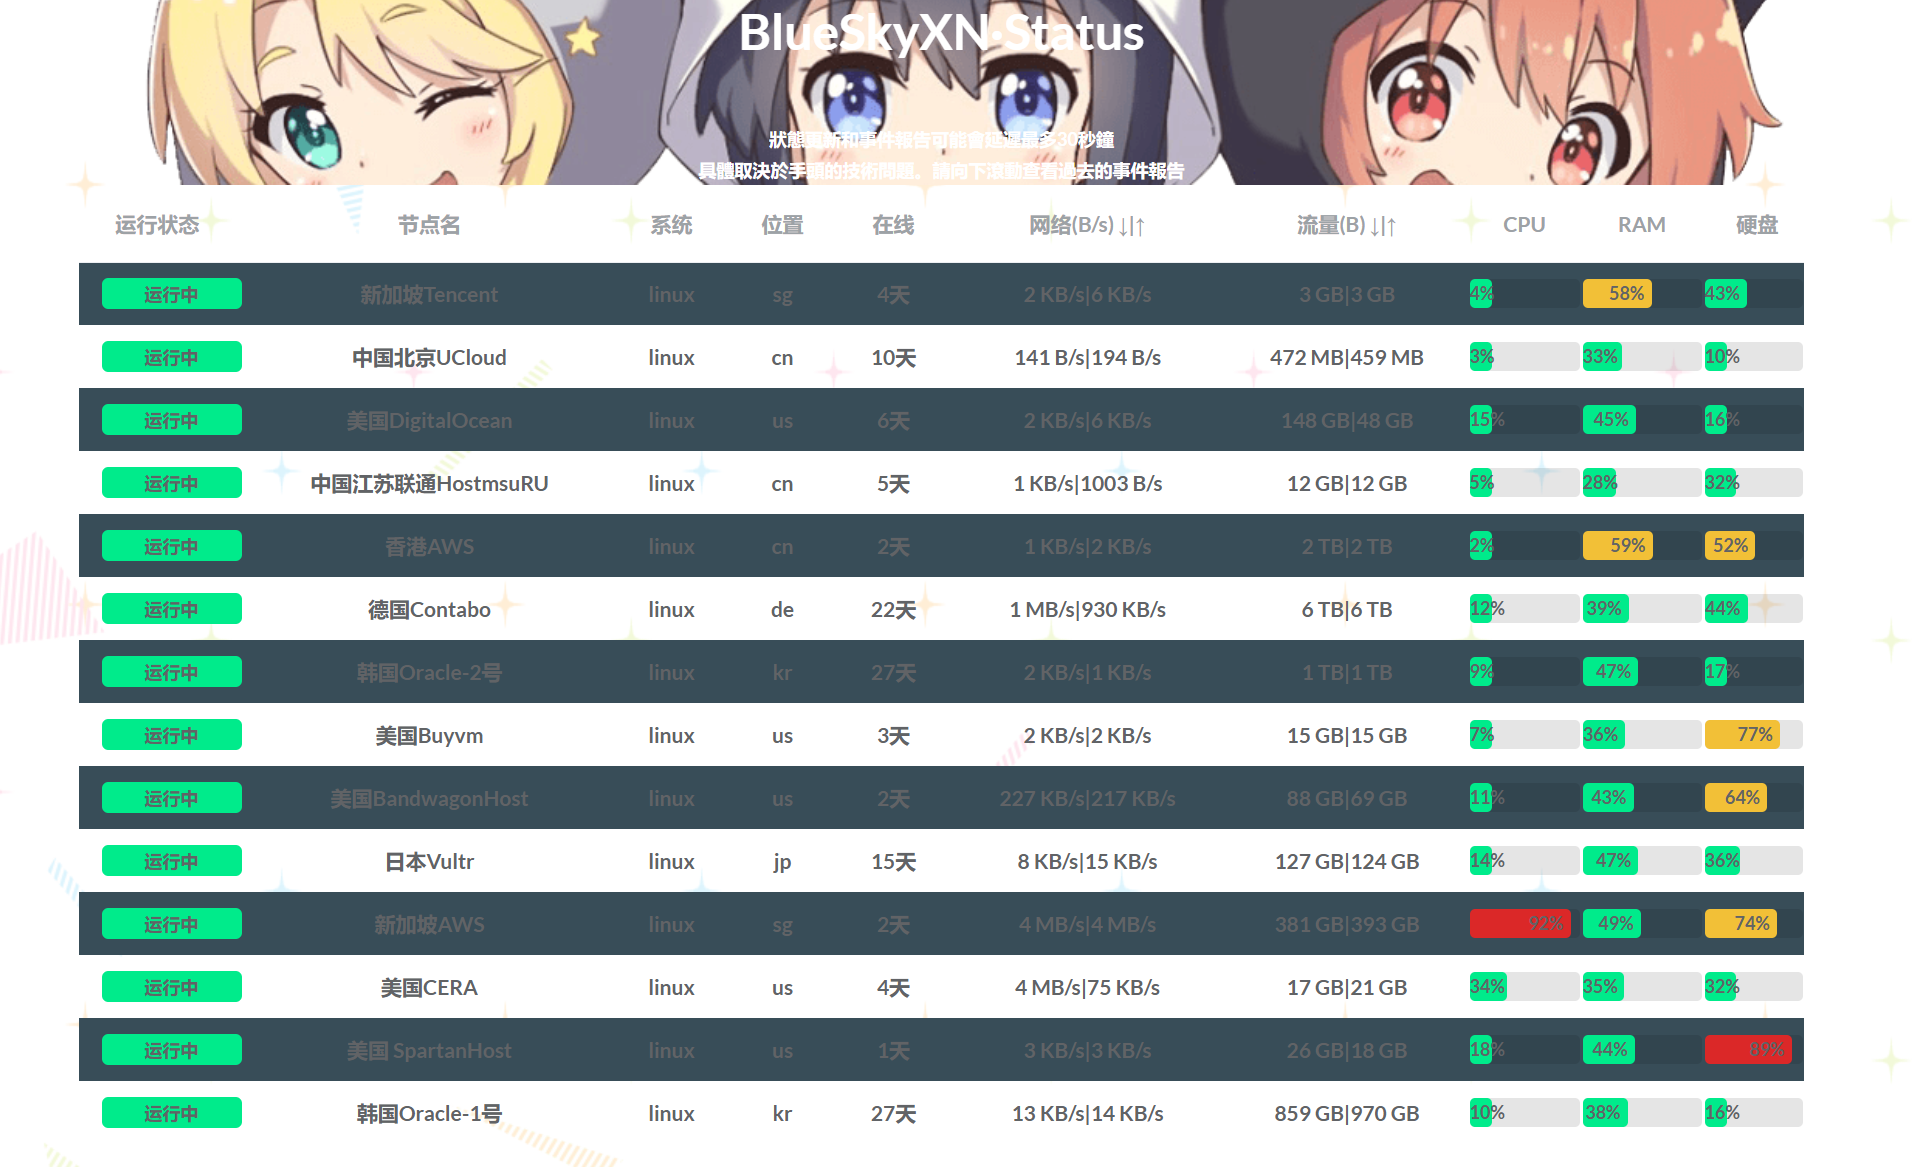 BlueSkyXN·Status
狀態更新和事件報告可能會延遲最多30秒鐘
具體取決於手頭的技術問題。請向下滾動查看過去的事件報告
运行状态 节点名 系统 位置 在线 网络(B/s) ↓|↑ 流量(B) ↓|↑ CPU RAM 硬盘
运行中 新加坡Tencent linux sg 4天 2 KB/s|6 KB/s 3 GB|3 GB 4% 58% 43%
运行中 中国北京UCloud linux cn 10天 141 B/s|194 B/s 472 MB|459 MB 3% 33% 10%
运行中 美国DigitalOcean linux us 6天 2 KB/s|6 KB/s 148 GB|48 GB 15% 45% 16%
运行中 中国江苏联通HostmsuRU linux cn 5天 1 KB/s|1003 B/s 12 GB|12 GB 5% 28% 32%
运行中 香港AWS linux cn 2天 1 KB/s|2 KB/s 2 TB|2 TB 2% 59% 52%
运行中 德国Contabo linux de 22天 1 MB/s|930 KB/s 6 TB|6 TB 12% 39% 44%
运行中 韩国Oracle-2号 linux kr 27天 2 KB/s|1 KB/s 1 TB|1 TB 9% 47% 17%
运行中 美国Buyvm linux us 3天 2 KB/s|2 KB/s 15 GB|15 GB 7% 36% 77%
运行中 美国BandwagonHost linux us 2天 227 KB/s|217 KB/s 88 GB|69 GB 11% 43% 64%
运行中 日本Vultr linux jp 15天 8 KB/s|15 KB/s 127 GB|124 GB 14% 47% 36%
运行中 新加坡AWS linux sg 2天 4 MB/s|4 MB/s 381 GB|393 GB 92% 49% 74%
运行中 美国CERA linux us 4天 4 MB/s|75 KB/s 17 GB|21 GB 34% 35% 32%
运行中 美国 SpartanHost linux us 1天 3 KB/s|3 KB/s 26 GB|18 GB 18% 44% 89%
运行中 韩国Oracle-1号 linux kr 27天 13 KB/s|14 KB/s 859 GB|970 GB 10% 38% 16%